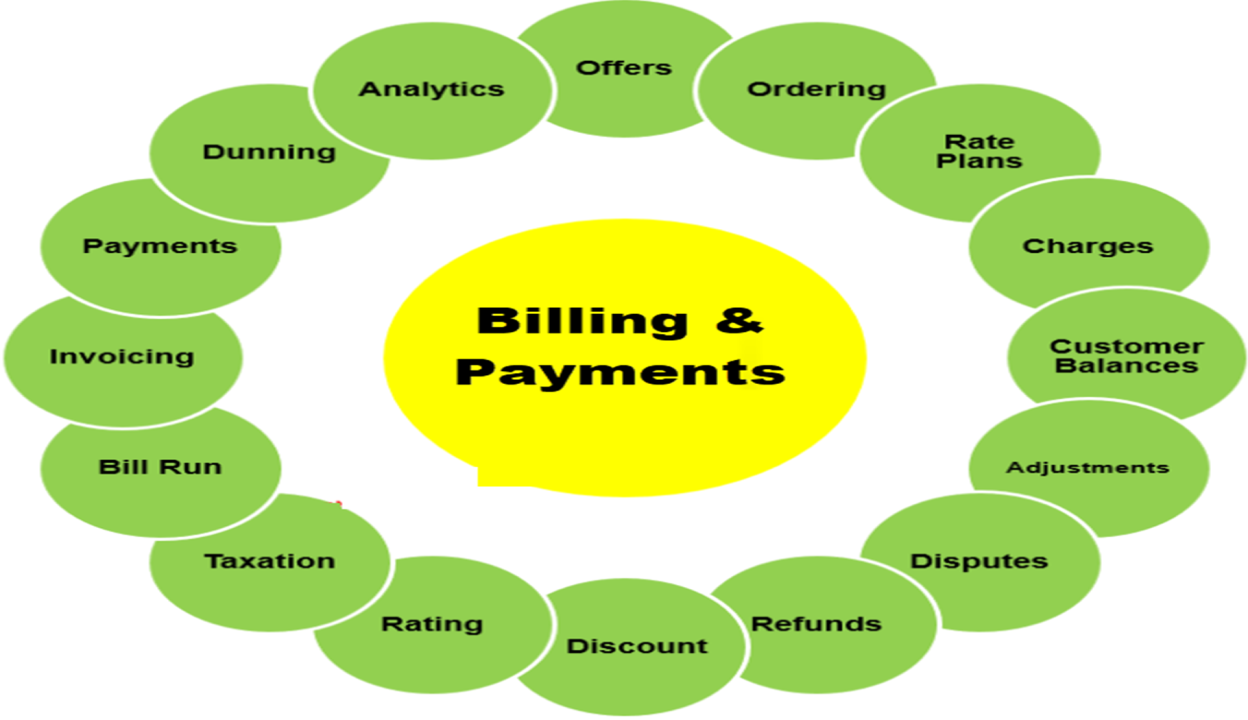 Offers
Ordering
Rate
Plans
Charges
Customer
Balances
Adjustments
Disputes
Refunds
Discount
Rating
Taxation
Bill Run
Invoicing
Payments
Dunning
Analytics
Billing &
Payments